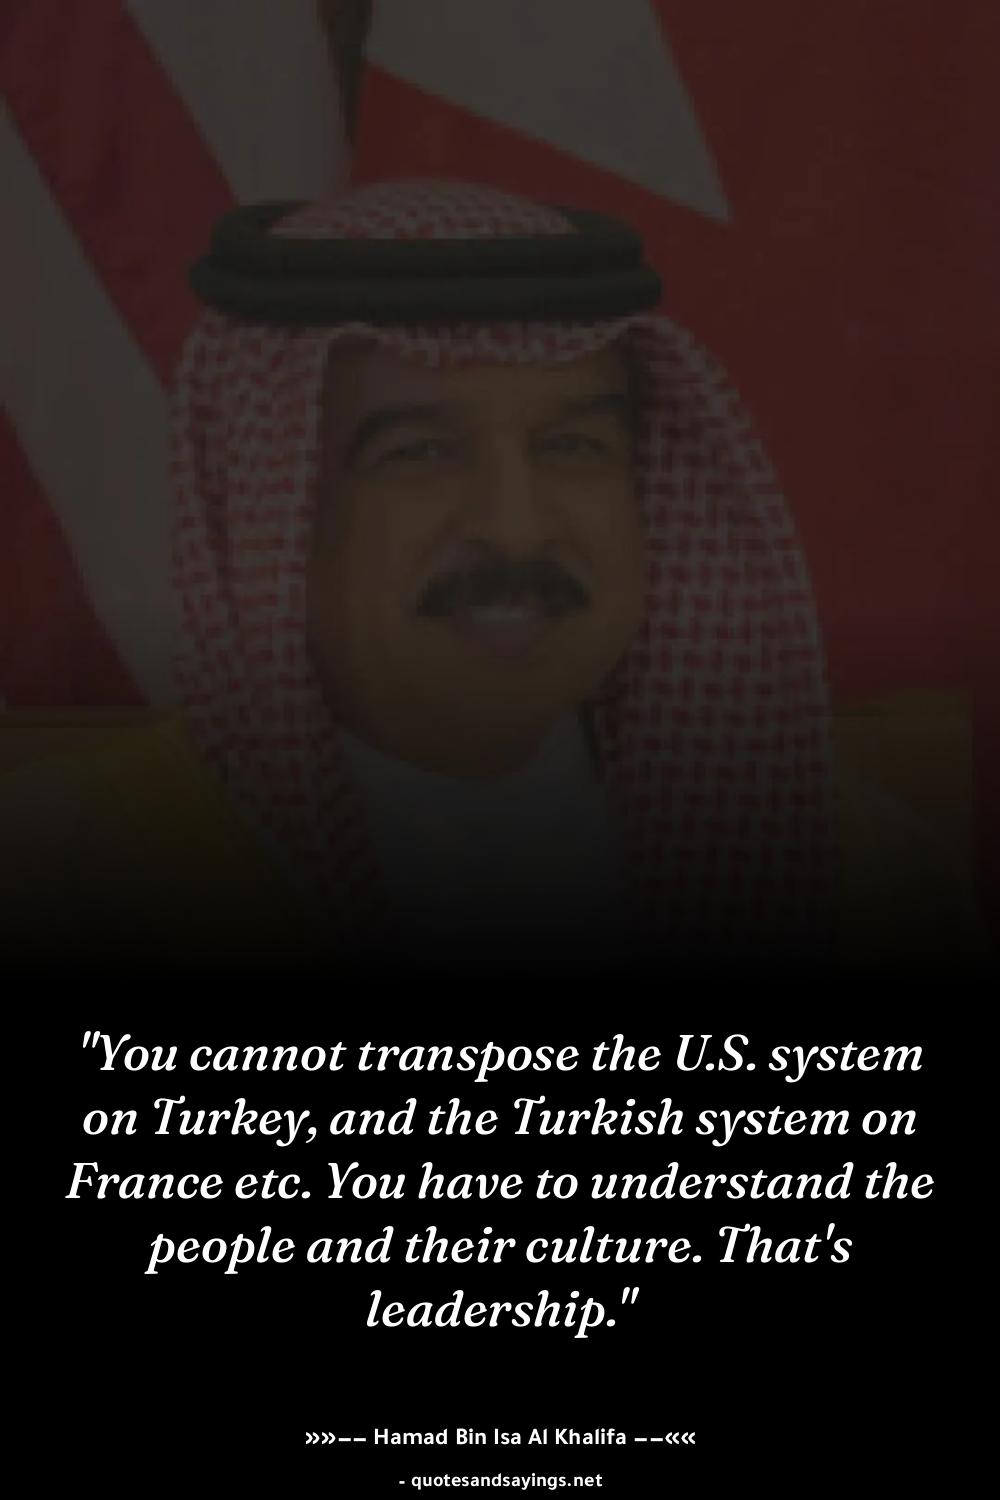 "You cannot transpose the U.S. system
on Turkey, and the Turkish system on
France etc. You have to understand the
people and their culture. That's
leadership."
»»–– Hamad Bin Isa Al Khalifa ––««
- quotesandsayings.net